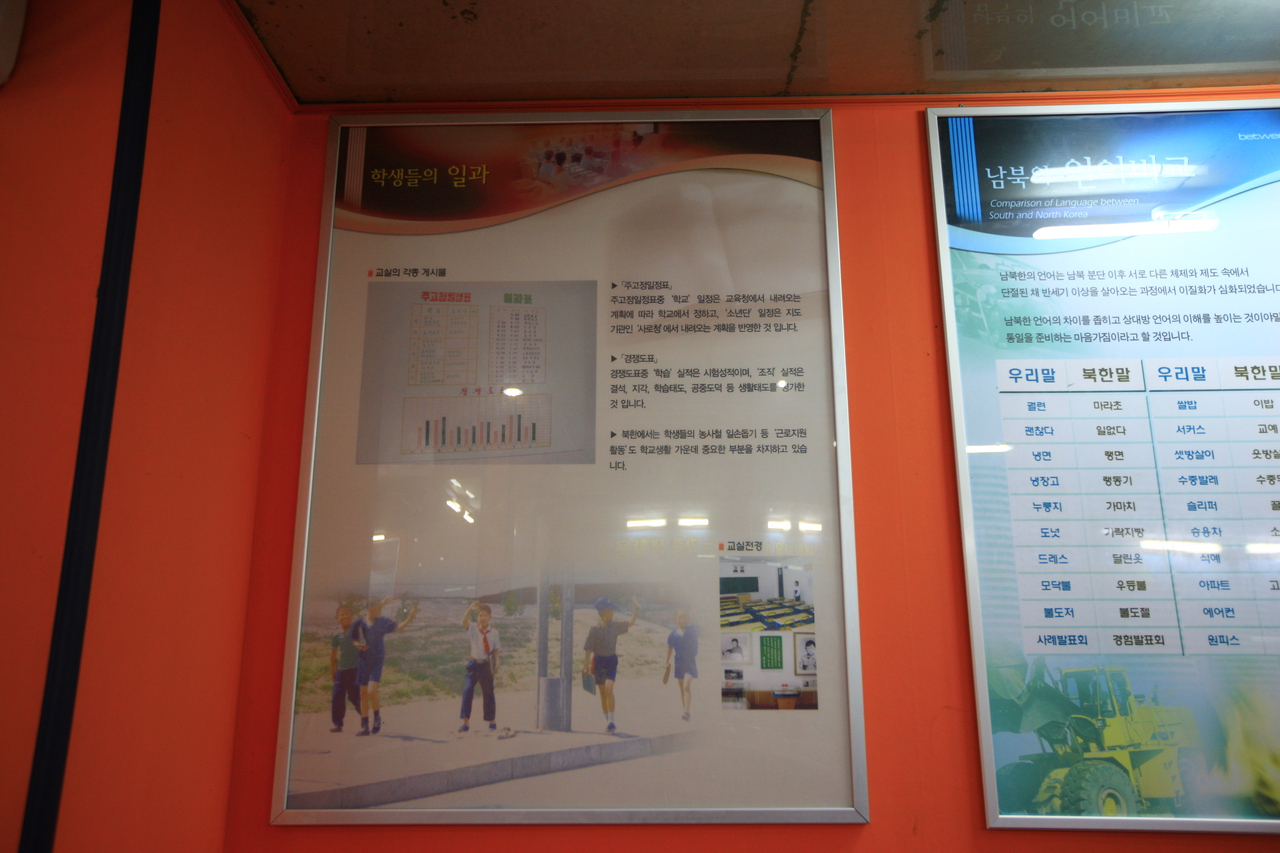 학생들의 일과
교실의 각종 게시물
주고정일정표
일과표
▶「주고정일정표」
주고정일정표중 '학교' 일정은 교육청에서 내려오는
계획에 따라 학교에서 정하고, '소년단' 일정은 지도
기관인 '사로청'에서 내려오는 계획을 반영한 것 입니다.
▶「경쟁도표」
경쟁도표중 '학습' 실적은 시험성적이며, '조직' 실적은
결석, 지각, 학습태도, 공중도덕 등 생활태도를 평가한
것 입니다.
▶ 북한에서는 학생들의 농사철 일손돕기 등 '근로지원
활동'도 학교생활 가운데 중요한 부분을 차지하고 있습
니다.
교실전경
남북의 언어비교
Comparison of Language between
South and North Korea
남북한의 언어는 남북 분단 이후 서로 다른 체제와 제도 속에서
단절된 채 반세기 이상을 살아오는 과정에서 이질화가 심화되었습니
남북한 언어의 차이를 좁히고 상대방 언어의 이해를 높이는 것이야말
통일을 준비하는 마음가짐이라고 할 것입니다.
우리말 북한말 우리말 북한말
궐련 마라초 쌀밥 이밥
괜찮다 일없다 서커스 교예
냉면 랭면 셋방살이
냉장고 랭동기 수중발레
누룽지 가마치 슬리퍼
도넛 가락지빵 승용차
드레스 달린옷 식혜
모닥불 우등불 아파트
볼도저 불도젤 에어컨
사례발표회 경험발표회 원피스